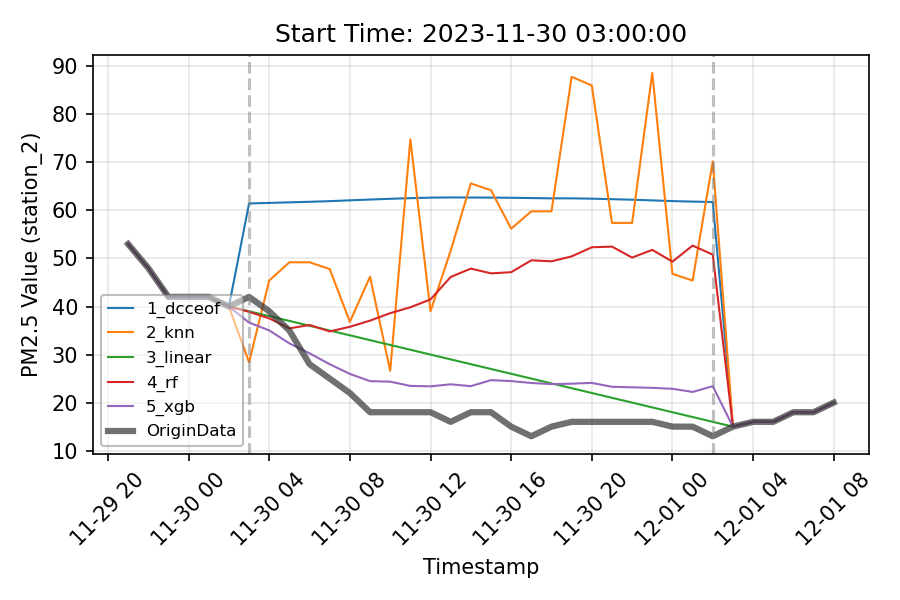 Start Time: 2023-11-30 03:00:00
PM2.5 Value (station_2)
90
80
70
60
50
40
30
20
10
1_dcceof
2_knn
3_linear
4_rf
5_xgb
OriginData
11-29 20
11-30 00
11-30 04
11-30 08
11-30 12
11-30 16
11-30 20
12-01 00
12-01 04
12-01 08
Timestamp